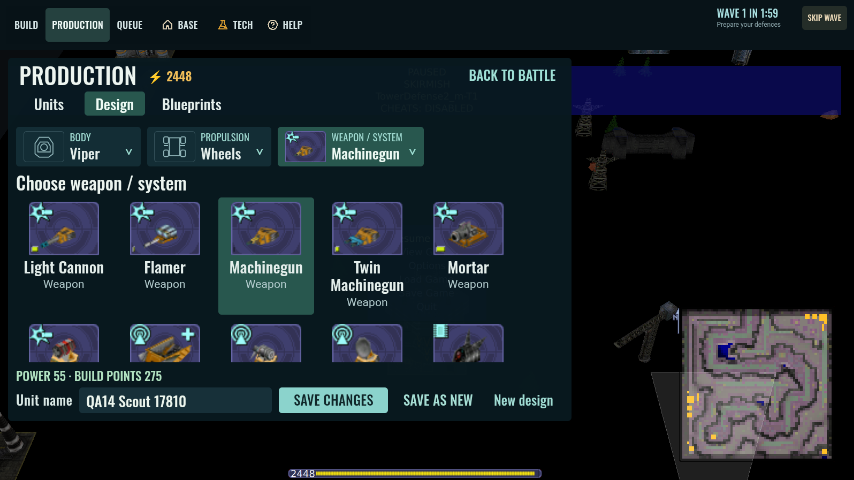 BUILD
PRODUCTION
QUEUE
BASE
TECH
HELP
WAVE 1 IN 1:59
Prepare your defences
SKIP WAVE
PRODUCTION
2448
BACK TO BATTLE
Units
Design
Blueprints
BODY
Viper
PROPULSION
Wheels
WEAPON / SYSTEM
Machinegun
Choose weapon / system
Light Cannon
Weapon
Flamer
Weapon
Machinegun
Weapon
Twin
Machinegun
Weapon
Mortar
Weapon
POWER 55 · BUILD POINTS 275
Unit name
QA14 Scout 17810
SAVE CHANGES
SAVE AS NEW
New design
2448